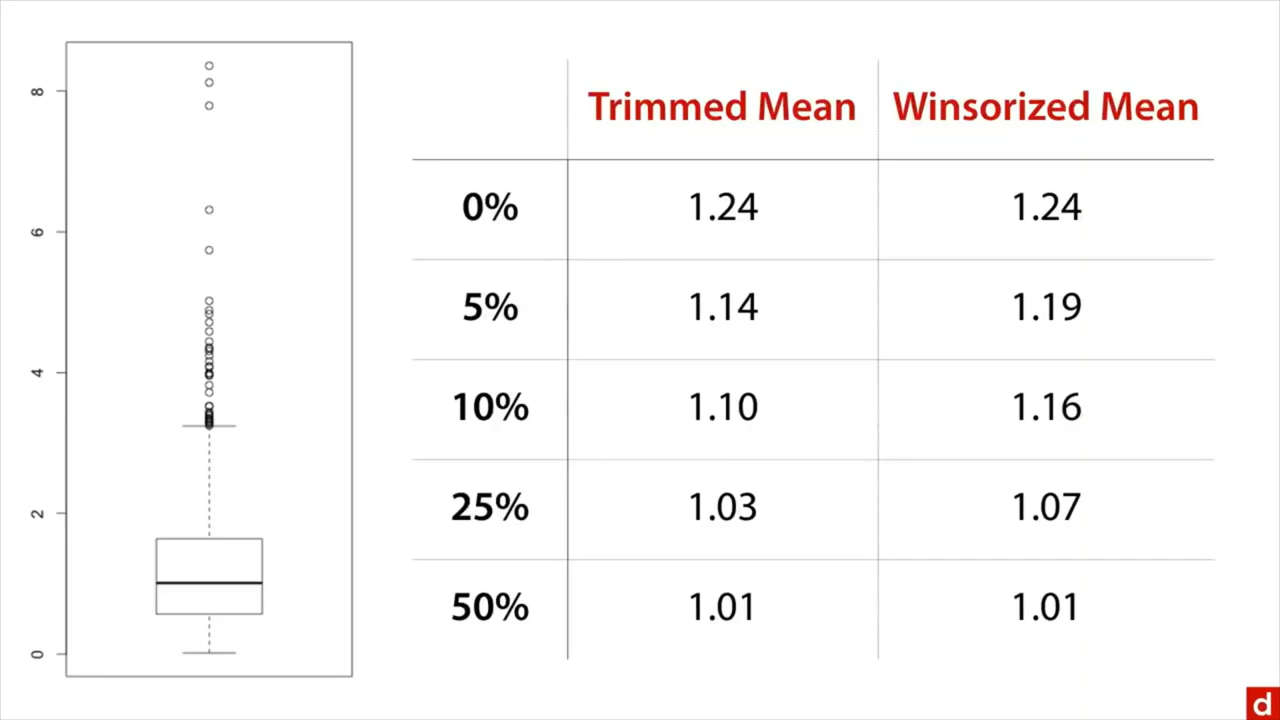 8
6
4
2
0
Trimmed Mean Winsorized Mean
0% 1.24 1.24
5% 1.14 1.19
10% 1.10 1.16
25% 1.03 1.07
50% 1.01 1.01
d